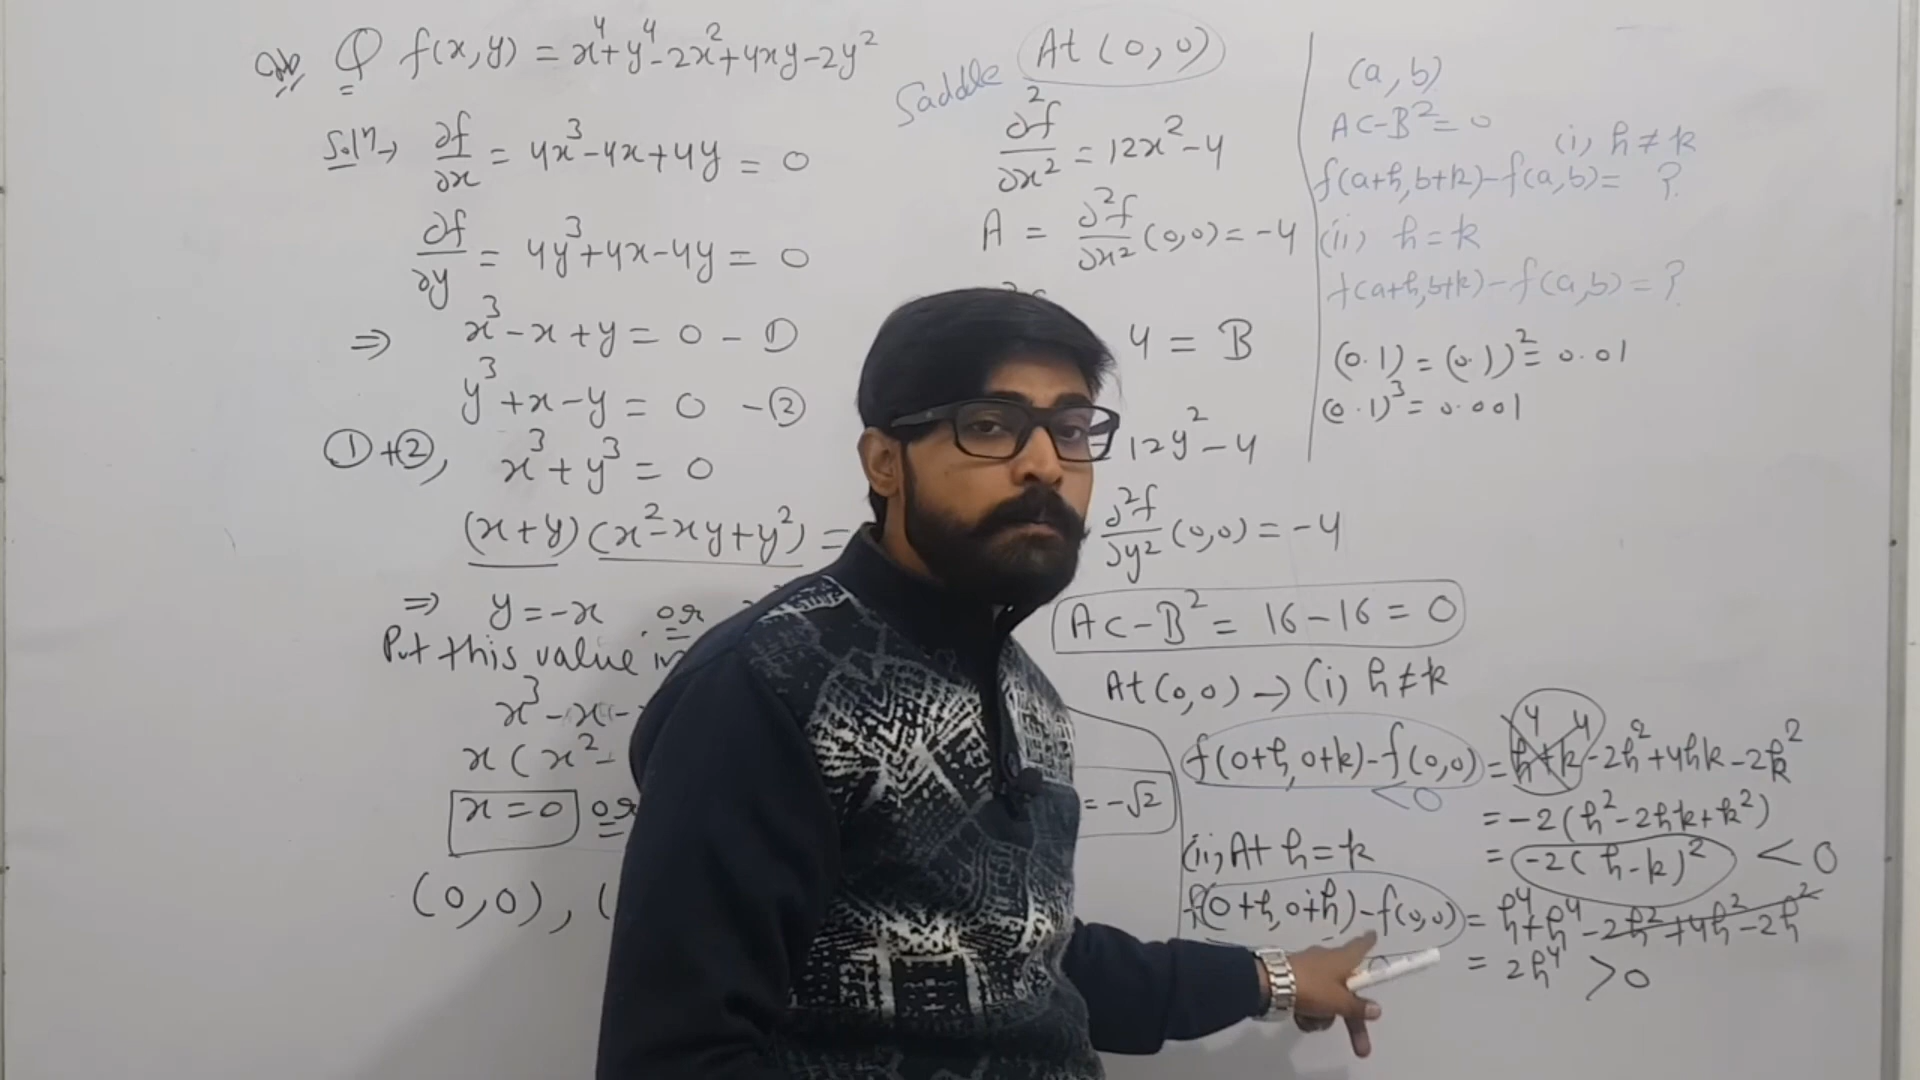 Q f(x,y) = x⁴+y⁴-2x²+4xy-2y²
Solⁿ→ ∂f/∂x = 4x³-4x+4y = 0
∂f/∂y = 4y³+4x-4y = 0
⇒ x³-x+y = 0 - ①
y³+x-y = 0 - ②
①+②, x³+y³ = 0
(x+y)(x²-xy+y²) =
⇒ y=-x or
Put this value in
x³-x-
x(x²-
x=0 or
= -√2
(0,0), (
Saddle At (0,0)
∂²f/∂x² = 12x²-4
A = ∂²f/∂x² (0,0) = -4
4 = B
= 12y²-4
∂²f/∂y² (0,0) = -4
AC-B² = 16-16 = 0
At (0,0) → (i) h≠k
f(0+h,0+k)-f(0,0) = h⁴+k⁴-2h²+4hk-2k²
<0
= -2(h²-2hk+k²)
= -2(h-k)² < 0
(ii) At h=k
f(0+h,0+h)-f(0,0) = h⁴+h⁴-2h²+4h²-2h²
= 2h⁴ > 0
(a,b)
AC-B² = 0
(i) h≠k
f(a+h,b+k)-f(a,b) = ?
(ii) h=k
f(a+h,b+k)-f(a,b) = ?
(0.1) = (0.1)² = 0.01
(0.1)³ = 0.001